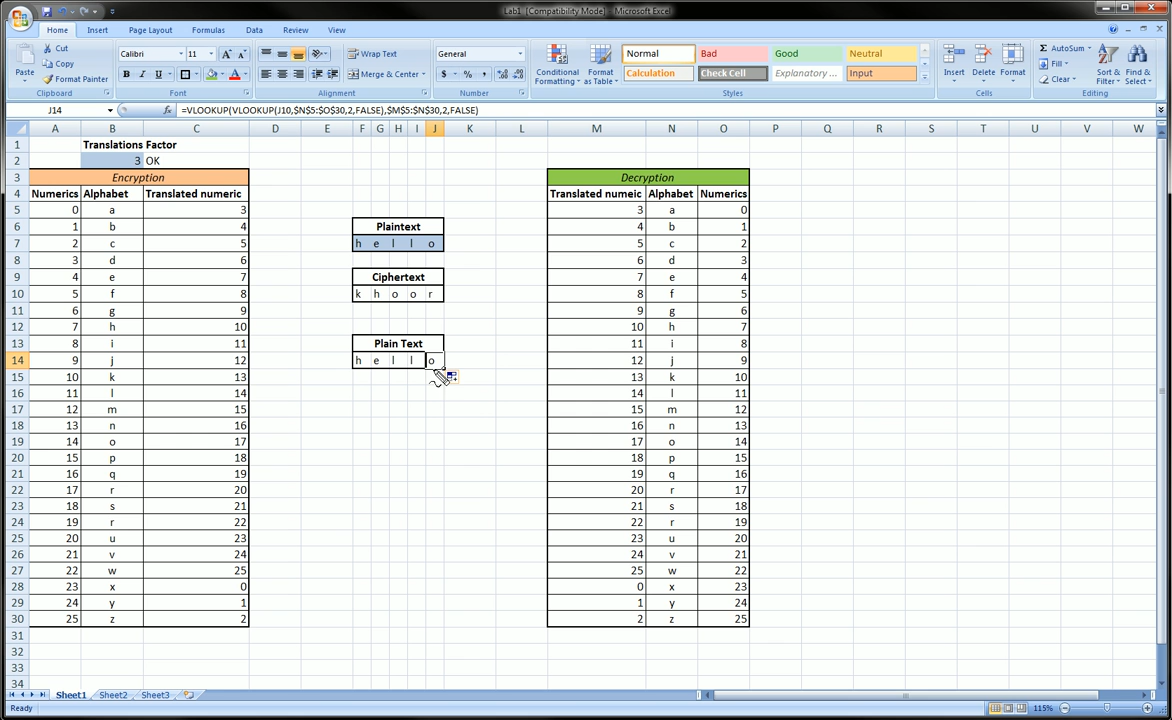 Lab1 [Compatibility Mode] - Microsoft Excel
Home Insert Page Layout Formulas Data Review View
Paste
Cut
Copy
Format Painter
Clipboard
Calibri 11
B I U
Font
Wrap Text
Merge & Center
Alignment
General
$ % ,
Number
Conditional Formatting
Format as Table
Normal Bad Good Neutral
Calculation Check Cell Explanatory ... Input
Styles
Insert Delete Format
Cells
Σ AutoSum
Fill
Clear
Sort & Filter
Find & Select
Editing
J14 =VLOOKUP(VLOOKUP(J10,$N$5:$O$30,2,FALSE),$M$5:$N$30,2,FALSE)
A B C D E F G H I J K L M N O P Q R S T U V W
1 Translations Factor
2 3 OK
3 Encryption Decryption
4 Numerics Alphabet Translated numeric Translated numeic Alphabet Numerics
5 0 a 3 3 a 0
6 1 b 4 Plaintext 4 b 1
7 2 c 5 h e l l o 5 c 2
8 3 d 6 6 d 3
9 4 e 7 Ciphertext 7 e 4
10 5 f 8 k h o o r 8 f 5
11 6 g 9 9 g 6
12 7 h 10 10 h 7
13 8 i 11 Plain Text 11 i 8
14 9 j 12 h e l l o 12 j 9
15 10 k 13 13 k 10
16 11 l 14 14 l 11
17 12 m 15 15 m 12
18 13 n 16 16 n 13
19 14 o 17 17 o 14
20 15 p 18 18 p 15
21 16 q 19 19 q 16
22 17 r 20 20 r 17
23 18 s 21 21 s 18
24 19 r 22 22 r 19
25 20 u 23 23 u 20
26 21 v 24 24 v 21
27 22 w 25 25 w 22
28 23 x 0 0 x 23
29 24 y 1 1 y 24
30 25 z 2 2 z 25
31
32
33
34
Sheet1 Sheet2 Sheet3
Ready 115%